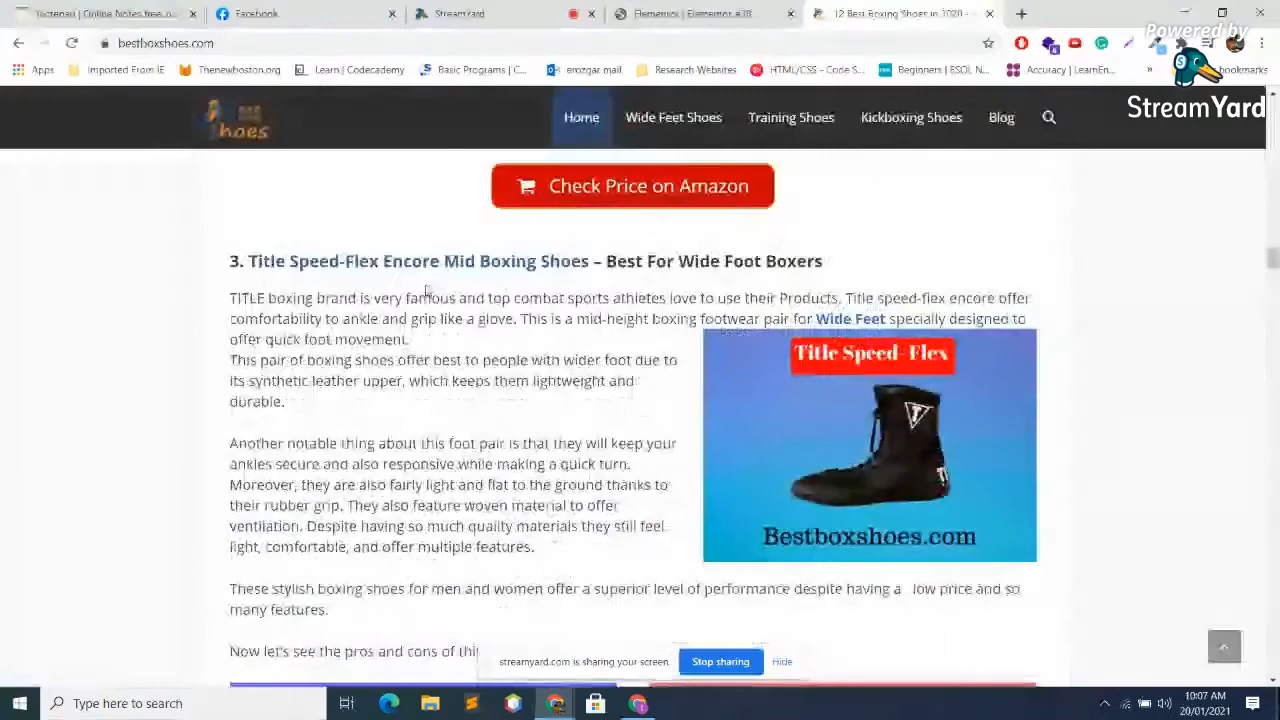 Facebook
StreamYard
12 Best Boxing Shoes in 2020 -
bestboxshoes.com
Powered by
StreamYard
Apps
Imported From IE
Thenewboston.org
Learn | Codecademy
Basic Programs | C...
enozgar mail
Research Websites
HTML/CSS – Code S...
Beginners | ESOL N...
Accuracy | LearnEn...
bookmarks
Shoes
Home
Wide Feet Shoes
Training Shoes
Kickboxing Shoes
Blog
Check Price on Amazon
3. Title Speed-Flex Encore Mid Boxing Shoes – Best For Wide Foot Boxers
TITLE boxing brand is very famous and top combat sports athletes love to use their Products. Title speed-flex encore offer
comfortability to ankle and grip like a glove. This is a mid-height boxing footwear pair for Wide Feet specially designed to
offer quick foot movement.
This pair of boxing shoes offer best to people with wider foot due to
its synthetic leather upper, which keeps them lightweight and
durable.
Another notable thing about this foot pair is that they will keep your
ankles secure and also responsive while making a quick turn.
Moreover, they are also fairly light and flat to the ground thanks to
their rubber grip. They also feature woven material to offer
ventilation. Despite having so much quality materials they still feel
light, comfortable, and offer multiple features.
Title Speed- Flex
Bestboxshoes.com
These stylish boxing shoes for men and women offer a superior level of performance despite having a low price and so
many features.
Now let's see the pros and cons of thi
streamyard.com is sharing your screen.
Stop sharing
Hide
Type here to search
10:07 AM
20/01/2021